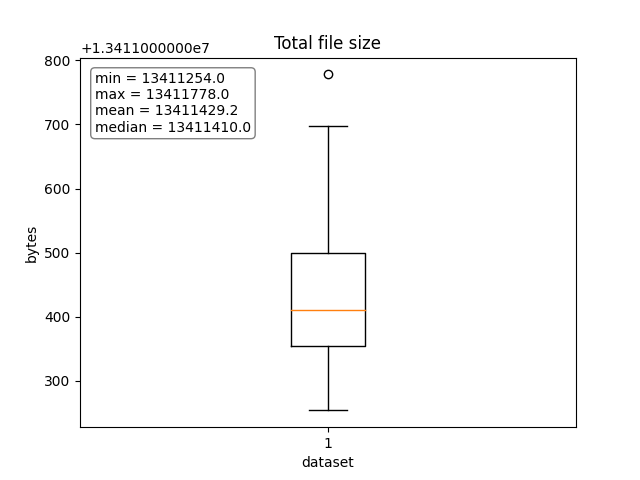 +1.3411000000e7
Total file size
800
min = 13411254.0
max = 13411778.0
mean = 13411429.2
median = 13411410.0
700
600
500
400
300
bytes
1
dataset